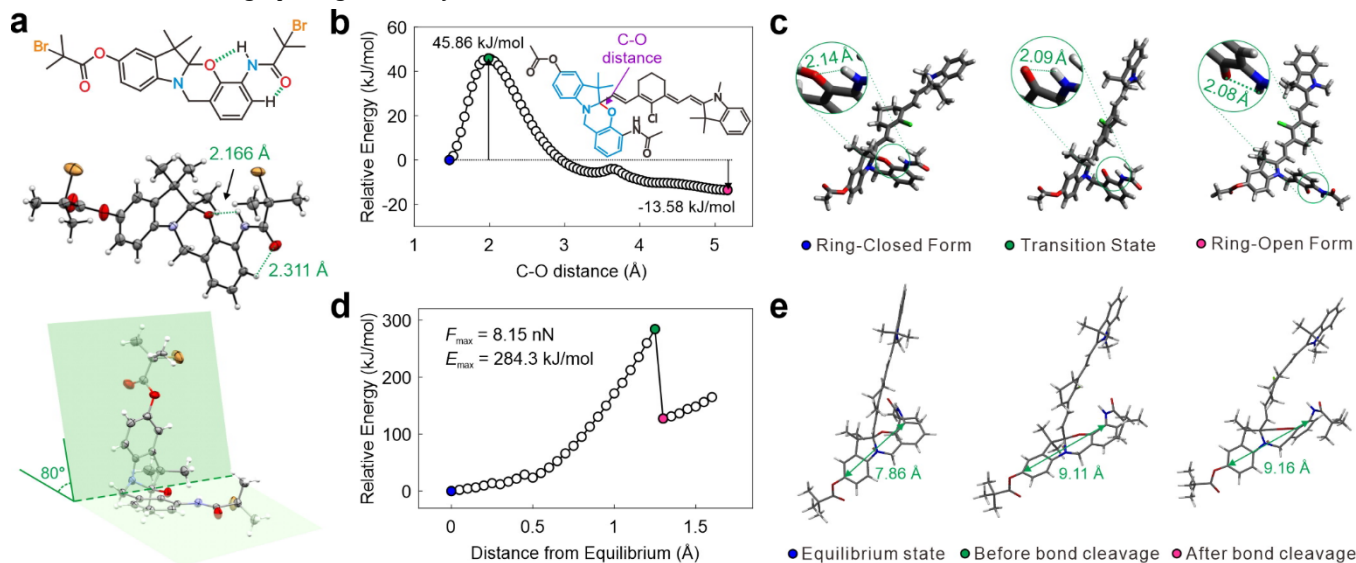 a
Br
O
O
N
O
H
N
Br
O
H
2.166 Å
2.311 Å
80°
b
Relative Energy (kJ/mol)
60
40
20
0
-20
45.86 kJ/mol
C-O
distance
O
O
N
O
H
N
O
Cl
N
-13.58 kJ/mol
1
2
3
4
5
C-O distance (Å)
c
2.14 Å
2.09 Å
2.08 Å
Ring-Closed Form
Transition State
Ring-Open Form
d
Relative Energy (kJ/mol)
300
200
100
0
Fmax = 8.15 nN
Emax = 284.3 kJ/mol
0.0
0.5
1.0
1.5
Distance from Equilibrium (Å)
e
7.86 Å
9.11 Å
9.16 Å
Equilibrium state
Before bond cleavage
After bond cleavage